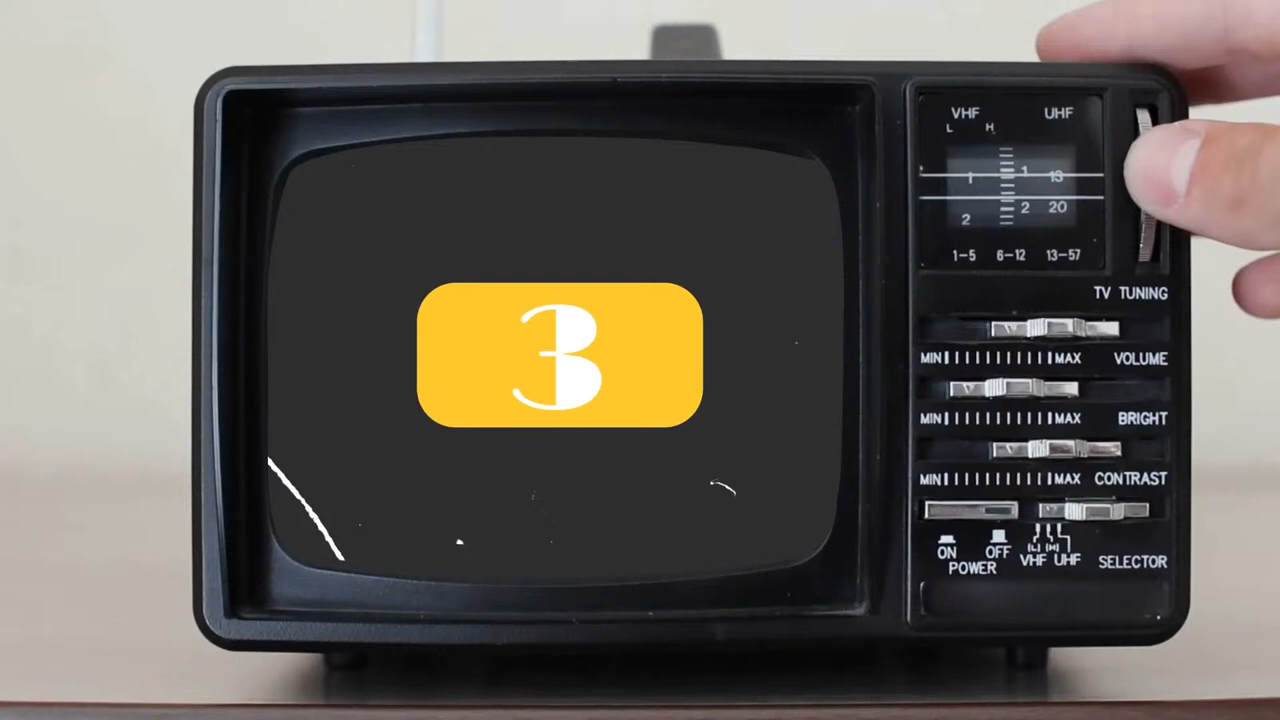 3
VHF UHF
L H
1 1 13
2 2 20
1-5 6-12 13-57
TV TUNING
MIN MAX VOLUME
MIN MAX BRIGHT
MIN MAX CONTRAST
ON OFF
POWER
(L) (H)
VHF UHF
SELECTOR